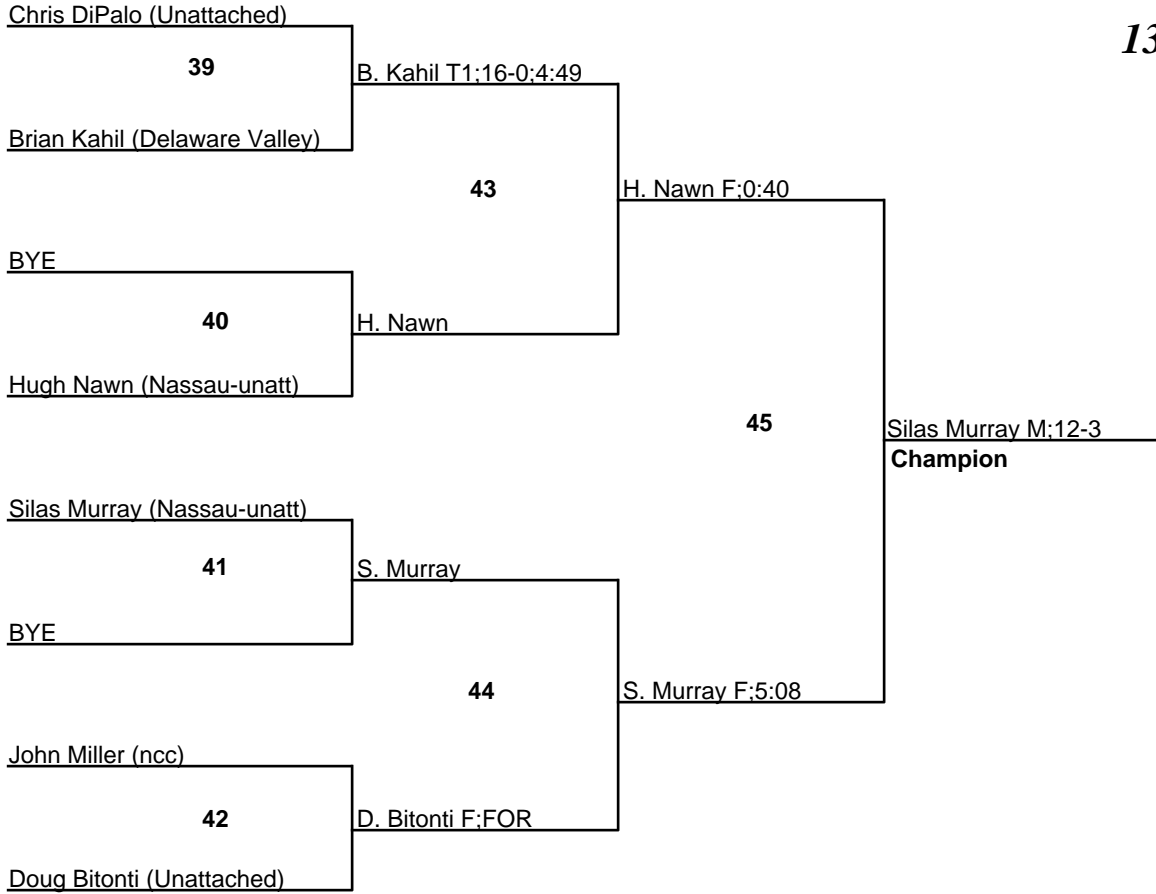 Chris DiPalo (Unattached)
13
39
B. Kahil T1;16-0;4:49
Brian Kahil (Delaware Valley)
43
H. Nawn F;0:40
BYE
40
H. Nawn
Hugh Nawn (Nassau-unatt)
45
Silas Murray M;12-3
Champion
Silas Murray (Nassau-unatt)
41
S. Murray
BYE
44
S. Murray F;5:08
John Miller (ncc)
42
D. Bitonti F;FOR
Doug Bitonti (Unattached)